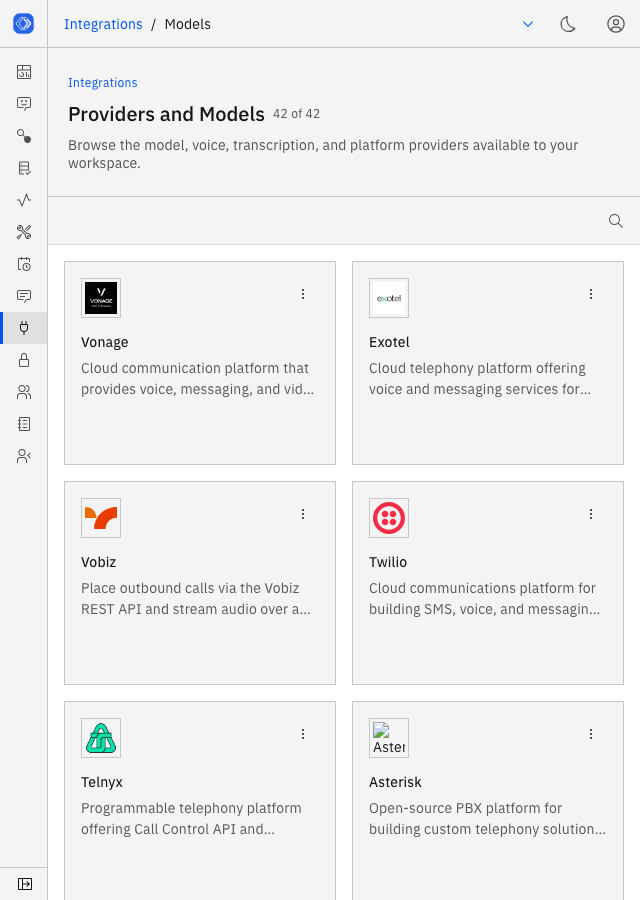 Integrations / Models
Integrations
Providers and Models 42 of 42
Browse the model, voice, transcription, and platform providers available to your
workspace.
VONAGE
Vonage
Cloud communication platform that
provides voice, messaging, and vid...
exotel
Exotel
Cloud telephony platform offering
voice and messaging services for...
Vobiz
Place outbound calls via the Vobiz
REST API and stream audio over a...
Twilio
Cloud communications platform for
building SMS, voice, and messagin...
Telnyx
Programmable telephony platform
offering Call Control API and...
Aster
Asterisk
Open-source PBX platform for
building custom telephony solution...